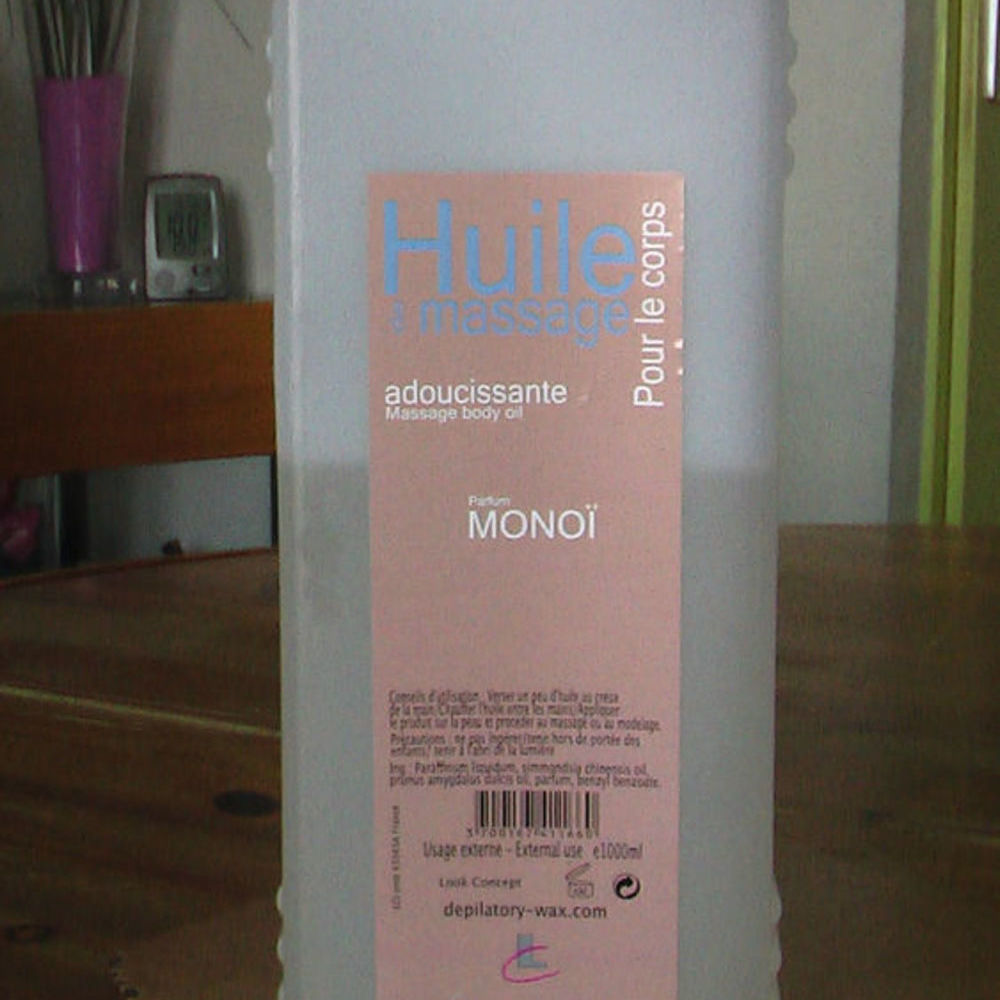 Huile
à massage
Pour le corps
adoucissante
Massage body oil
Parfum
MONOÏ
Conseils d'utilisation : Verser un peu d'huile au creux
de la main/Chauffer l'huile entre les mains/Appliquer
le produit sur la peau et procéder au massage ou au modelage.
Précautions : ne pas ingérer/tenir hors de portée des
enfants/ tenir à l'abri de la lumière
Ing : Paraffinum liquidum, simmondsia chinensis oil,
prunus amygdalus dulcis oil, parfum, benzyl benzoate.
Usage externe - External use e1000ml
Look Concept
depilatory-wax.com